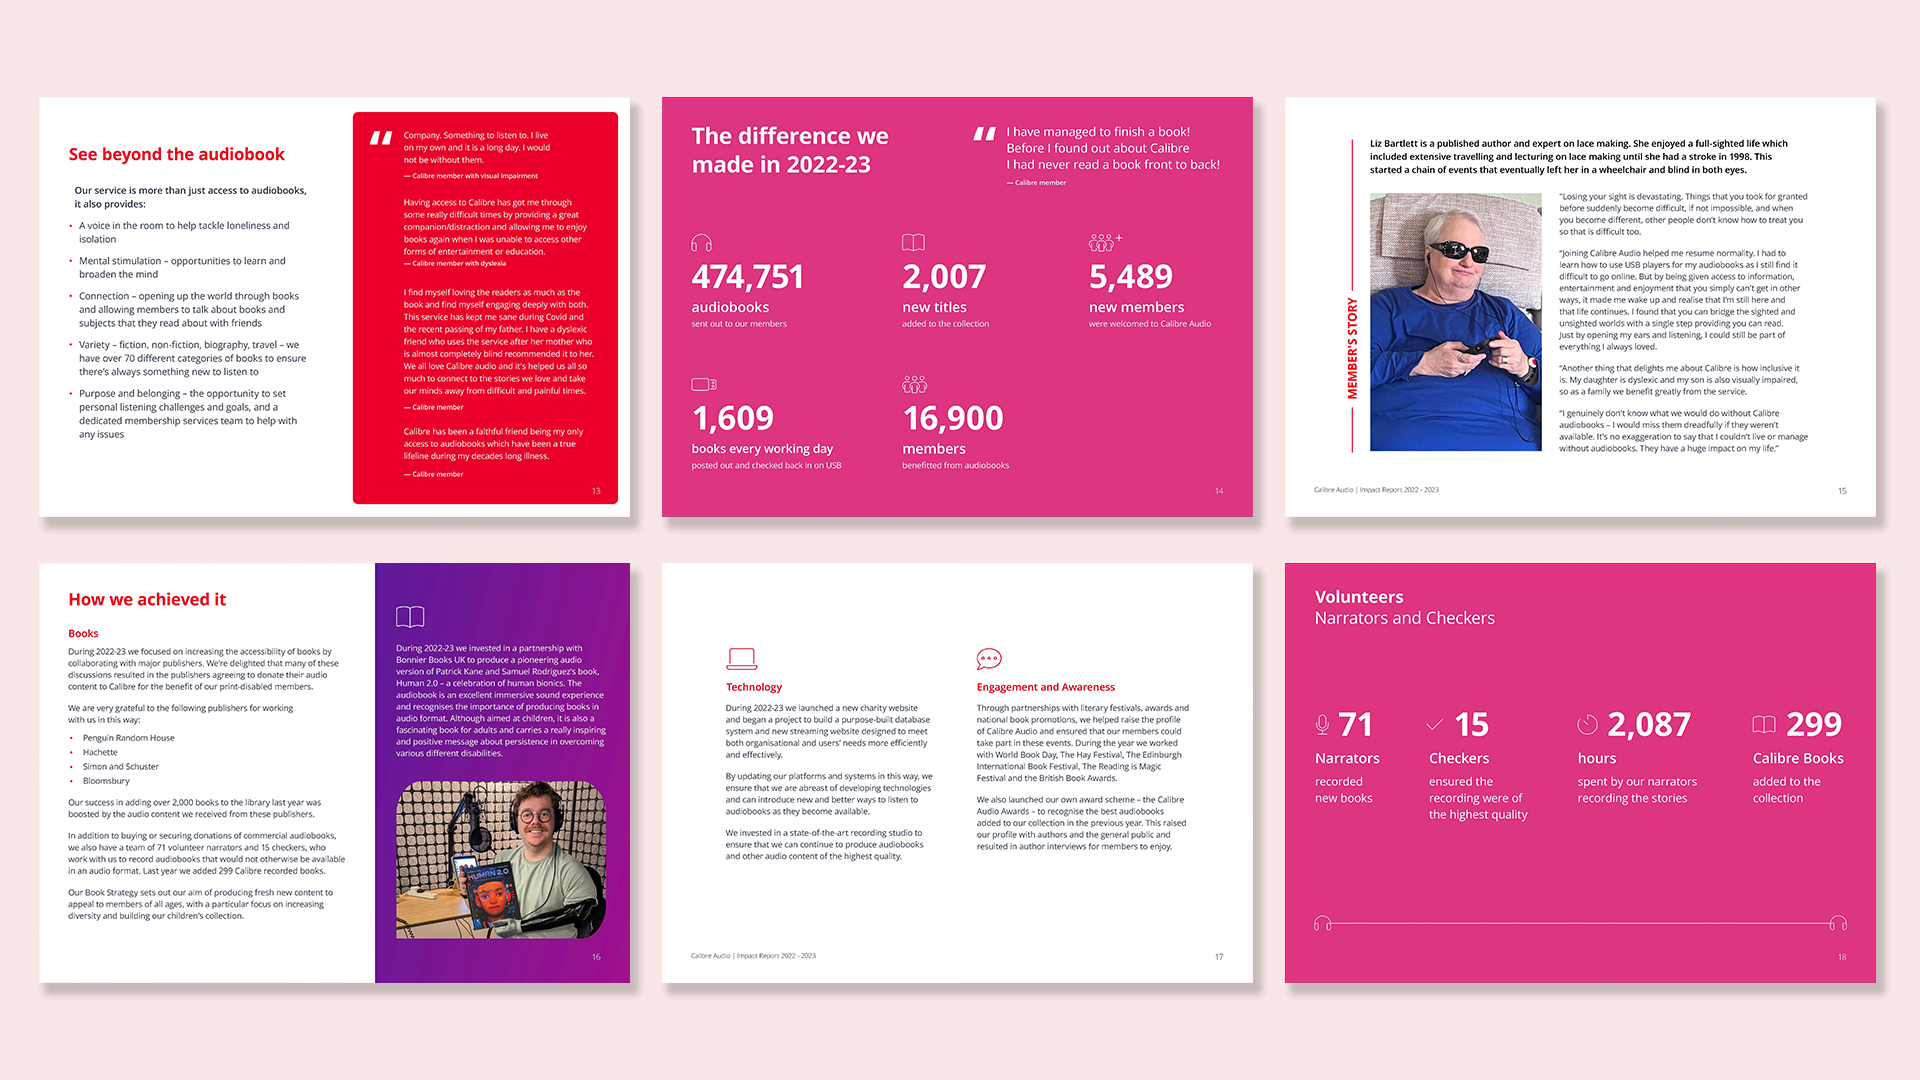 See beyond the audiobook
Our service is more than just access to audiobooks,
it also provides:
• A voice in the room to help tackle loneliness and
isolation
• Mental stimulation – opportunities to learn and
broaden the mind
• Connection – opening up the world through books
and allowing members to talk about books and
subjects that they read about with friends
• Variety – fiction, non-fiction, biography, travel – we
have over 70 different categories of books to ensure
there's always something new to listen to
• Purpose and belonging – the opportunity to set
personal listening challenges and goals, and a
dedicated membership services team to help with
any issues
“
Company. Something to listen to. I live
on my own and it is a long day. I would
not be without them.
— Calibre member with visual impairment
Having access to Calibre has got me through
some really difficult times by providing a great
companion/distraction and allowing me to enjoy
books again when I was unable to access other
forms of entertainment or education.
— Calibre member with dyslexia
I find myself loving the readers as much as the
book and find myself engaging deeply with both.
This service has kept me sane during Covid and
the recent passing of my father. I have a dyslexic
friend who uses the service after her mother who
is almost completely blind recommended it to her.
We all love Calibre audio and it's helped us all so
much to connect to the stories we love and take
our minds away from difficult and painful times.
— Calibre member
Calibre has been a faithful friend being my only
access to audiobooks which have been a true
lifeline during my decades long illness.
— Calibre member
13
The difference we
made in 2022-23
“
I have managed to finish a book!
Before I found out about Calibre
I had never read a book front to back!
— Calibre member
474,751
audiobooks
sent out to our members
2,007
new titles
added to the collection
5,489
new members
were welcomed to Calibre Audio
1,609
books every working day
posted out and checked back in on USB
16,900
members
benefitted from audiobooks
14
MEMBER'S STORY
Liz Bartlett is a published author and expert on lace making. She enjoyed a full-sighted life which
included extensive travelling and lecturing on lace making until she had a stroke in 1998. This
started a chain of events that eventually left her in a wheelchair and blind in both eyes.
"Losing your sight is devastating. Things that you took for granted
before suddenly become difficult, if not impossible, and when
you become different, other people don't know how to treat you
so that is difficult too.
"Joining Calibre Audio helped me resume normality. I had to
learn how to use USB players for my audiobooks as I still find it
difficult to go online. But by being given access to information,
entertainment and enjoyment that you simply can't get in other
ways, it made me wake up and realise that I'm still here and
that life continues. I found that you can bridge the sighted and
unsighted worlds with a single step providing you can read.
Just by opening my ears and listening, I could still be part of
everything I always loved.
"Another thing that delights me about Calibre is how inclusive it
is. My daughter is dyslexic and my son is also visually impaired,
so as a family we benefit greatly from the service.
"I genuinely don't know what we would do without Calibre
audiobooks – I would miss them dreadfully if they weren't
available. It's no exaggeration to say that I couldn't live or manage
without audiobooks. They have a huge impact on my life."
Calibre Audio | Impact Report 2022 - 2023
15
How we achieved it
Books
During 2022-23 we focused on increasing the accessibility of books by
collaborating with major publishers. We're delighted that many of these
discussions resulted in the publishers agreeing to donate their audio
content to Calibre for the benefit of our print-disabled members.
We are very grateful to the following publishers for working
with us in this way:
• Penguin Random House
• Hachette
• Simon and Schuster
• Bloomsbury
Our success in adding over 2,000 books to the library last year was
boosted by the audio content we received from these publishers.
In addition to buying or securing donations of commercial audiobooks,
we also have a team of 71 volunteer narrators and 15 checkers, who
work with us to record audiobooks that would not otherwise be available
in an audio format. Last year we added 299 Calibre recorded books.
Our Book Strategy sets out our aim of producing fresh new content to
appeal to members of all ages, with a particular focus on increasing
diversity and building our children's collection.
During 2022-23 we invested in a partnership with
Bonnier Books UK to produce a pioneering audio
version of Patrick Kane and Samuel Rodriguez's book,
Human 2.0 – a celebration of human bionics. The
audiobook is an excellent immersive sound experience
and recognises the importance of producing books in
audio format. Although aimed at children, it is also a
fascinating book for adults and carries a really inspiring
and positive message about persistence in overcoming
various different disabilities.
HUMAN 2.0
16
Technology
During 2022-23 we launched a new charity website
and began a project to build a purpose-built database
system and new streaming website designed to meet
both organisational and users' needs more efficiently
and effectively.
By updating our platforms and systems in this way, we
ensure that we are abreast of developing technologies
and can introduce new and better ways to listen to
audiobooks as they become available.
We invested in a state-of-the-art recording studio to
ensure that we can continue to produce audiobooks
and other audio content of the highest quality.
Engagement and Awareness
Through partnerships with literary festivals, awards and
national book promotions, we helped raise the profile
of Calibre Audio and ensured that our members could
take part in these events. During the year we worked
with World Book Day, The Hay Festival, The Edinburgh
International Book Festival, The Reading is Magic
Festival and the British Book Awards.
We also launched our own award scheme – the Calibre
Audio Awards – to recognise the best audiobooks
added to our collection in the previous year. This raised
our profile with authors and the general public and
resulted in author interviews for members to enjoy.
Calibre Audio | Impact Report 2022 - 2023
17
Volunteers
Narrators and Checkers
71
Narrators
recorded
new books
15
Checkers
ensured the
recording were of
the highest quality
2,087
hours
spent by our narrators
recording the stories
299
Calibre Books
added to the
collection
18